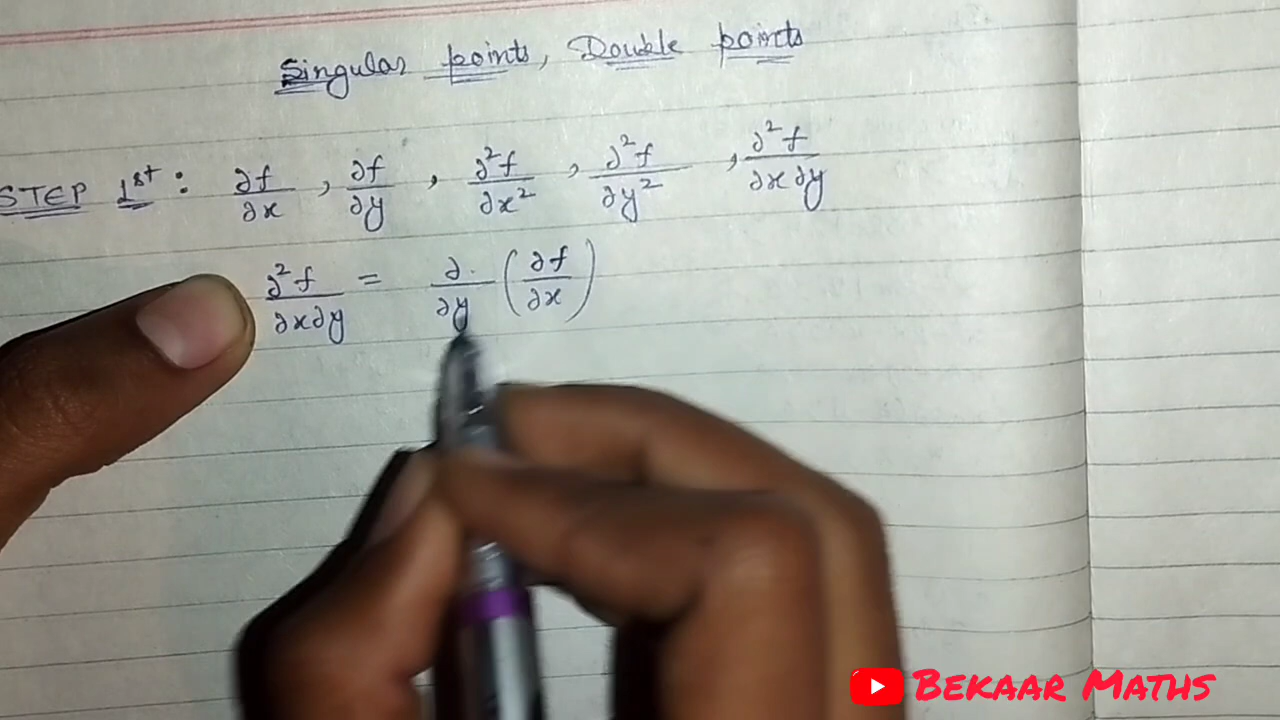 Singular points, Double points
STEP 1st : ∂f/∂x , ∂f/∂y , ∂²f/∂x² , ∂²f/∂y² , ∂²f/∂x∂y
∂²f/∂x∂y = ∂/∂y (∂f/∂x)
BEKAAR MATHS